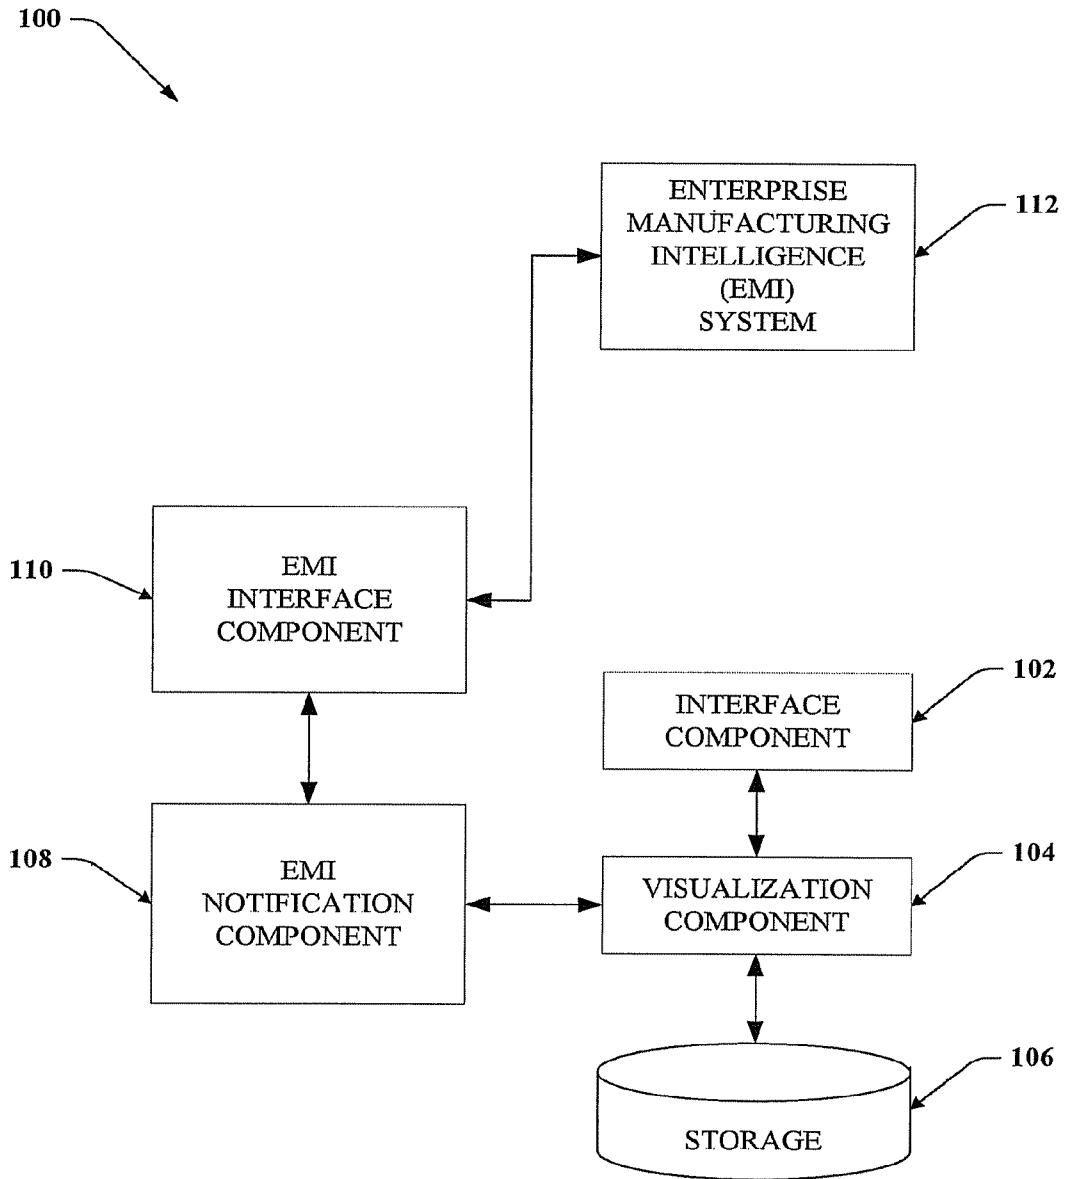 100
ENTERPRISE
MANUFACTURING
INTELLIGENCE
(EMI)
SYSTEM
112
110
EMI
INTERFACE
COMPONENT
102
INTERFACE
COMPONENT
108
EMI
NOTIFICATION
COMPONENT
104
VISUALIZATION
COMPONENT
106
STORAGE